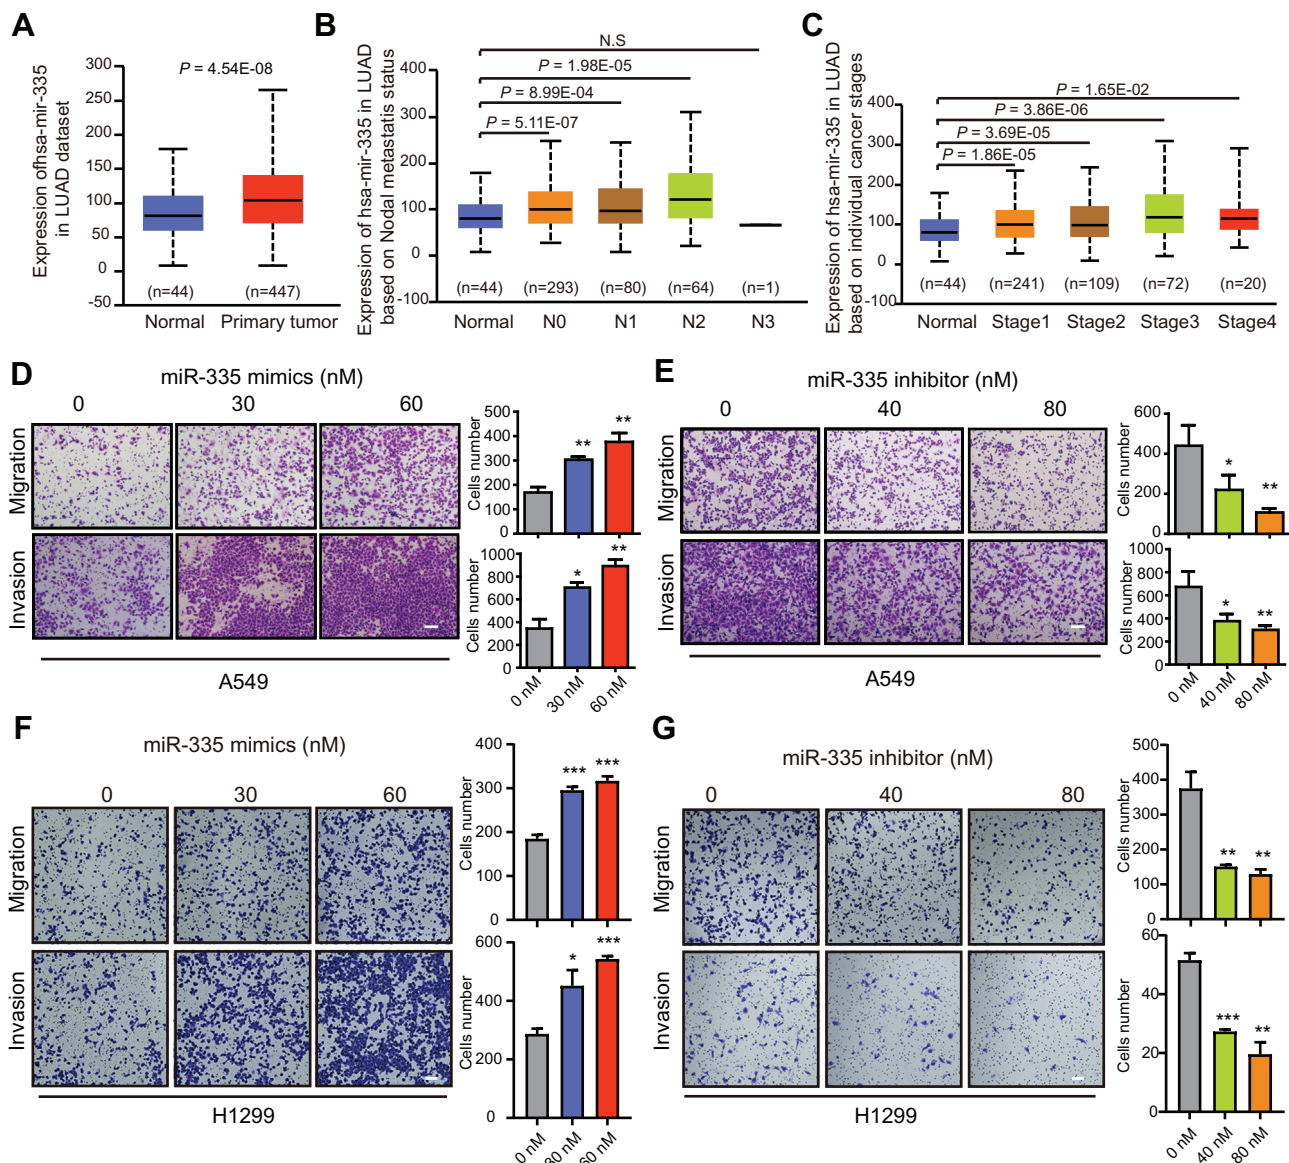 A
Expression ofhsa-mir-335
in LUAD dataset
P = 4.54E-08
300
250
200
150
100
50
0
-50
(n=44)
(n=447)
Normal
Primary tumor
B
Expression of hsa-mir-335 in LUAD
based on Nodal metastatis status
N.S
P = 1.98E-05
P = 8.99E-04
P = 5.11E-07
400
300
200
100
0
-100
(n=44)
(n=293)
(n=80)
(n=64)
(n=1)
Normal
N0
N1
N2
N3
C
Expression of hsa-mir-335 in LUAD
based on individual cancer stages
P = 1.65E-02
P = 3.86E-06
P = 3.69E-05
P = 1.86E-05
400
300
200
100
0
-100
(n=44)
(n=241)
(n=109)
(n=72)
(n=20)
Normal
Stage1
Stage2
Stage3
Stage4
D
miR-335 mimics (nM)
0
30
60
Migration
Invasion
A549
Cells number
500
400
300
200
100
0
**
**
Cells number
1000
800
600
400
200
0
*
**
0 nM
30 nM
60 nM
E
miR-335 inhibitor (nM)
0
40
80
Migration
Invasion
A549
Cells number
600
400
200
0
*
**
Cells number
1000
800
600
400
200
0
*
**
0 nM
40 nM
80 nM
F
miR-335 mimics (nM)
0
30
60
Migration
Invasion
H1299
Cells number
400
300
200
100
0
***
***
Cells number
600
400
200
0
*
***
0 nM
30 nM
60 nM
G
miR-335 inhibitor (nM)
0
40
80
Migration
Invasion
H1299
Cells number
500
400
300
200
100
0
**
**
Cells number
60
40
20
0
***
**
0 nM
40 nM
80 nM